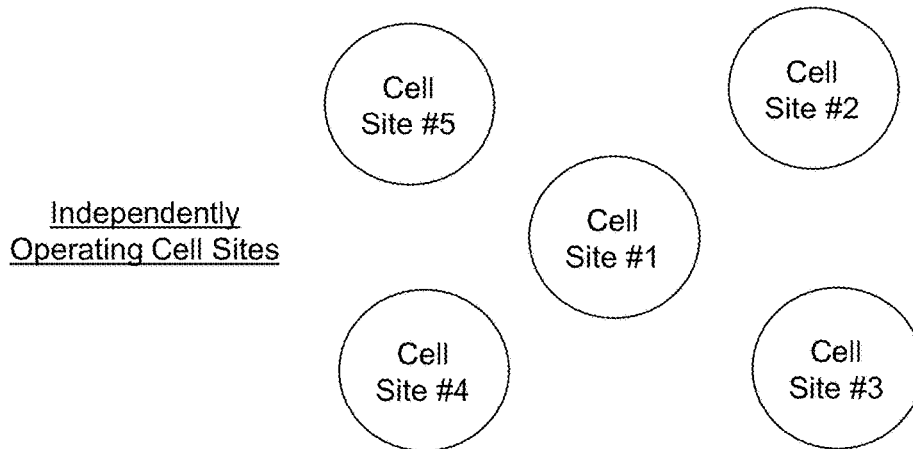 Cell
Site #5
Cell
Site #2
Independently
Operating Cell Sites
Cell
Site #1
Cell
Site #4
Cell
Site #3